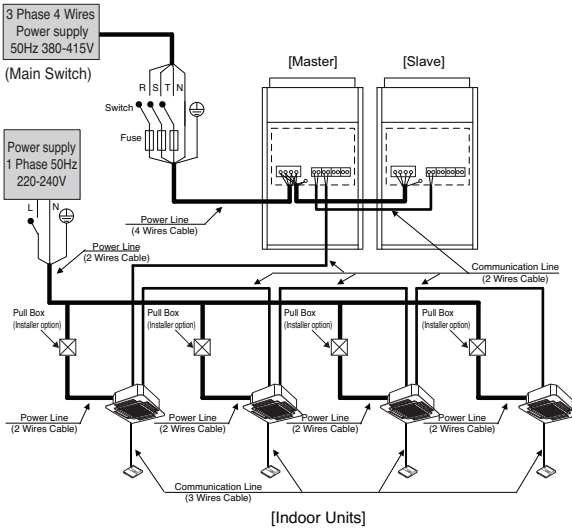 3 Phase 4 Wires
Power supply
50Hz 380-415V
(Main Switch)
[Master]
[Slave]
R S T N
Switch
Fuse
Power supply
1 Phase 50Hz
220-240V
L N
Power Line
(4 Wires Cable)
Power Line
(2 Wires Cable)
Communication Line
(2 Wires Cable)
Pull Box
(Installer option)
Pull Box
(Installer option)
Pull Box
(Installer option)
Pull Box
(Installer option)
Power Line
(2 Wires Cable)
Power Line
(2 Wires Cable)
Power Line
(2 Wires Cable)
Power Line
(2 Wires Cable)
Communication Line
(3 Wires Cable)
[Indoor Units]